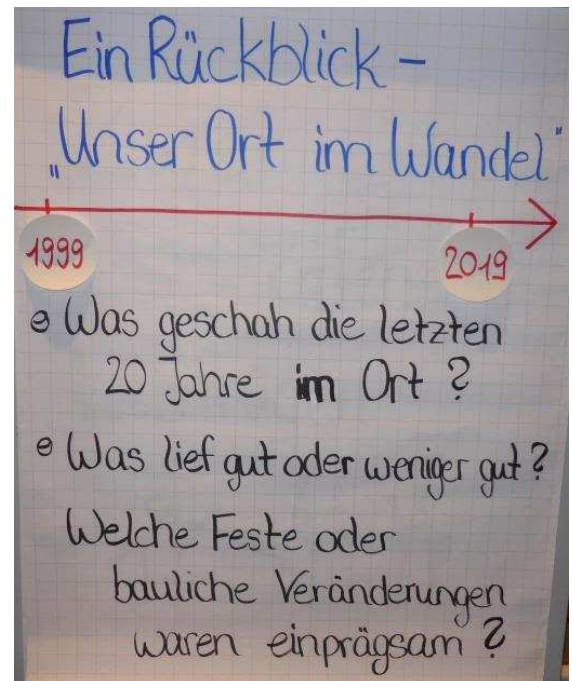 Ein Rückblick -
„Unser Ort im Wandel"
1999
2019
Was geschah die letzten
20 Jahre im Ort?
Was lief gut oder weniger gut?
Welche Feste oder
bauliche Veränderungen
waren einprägsam?